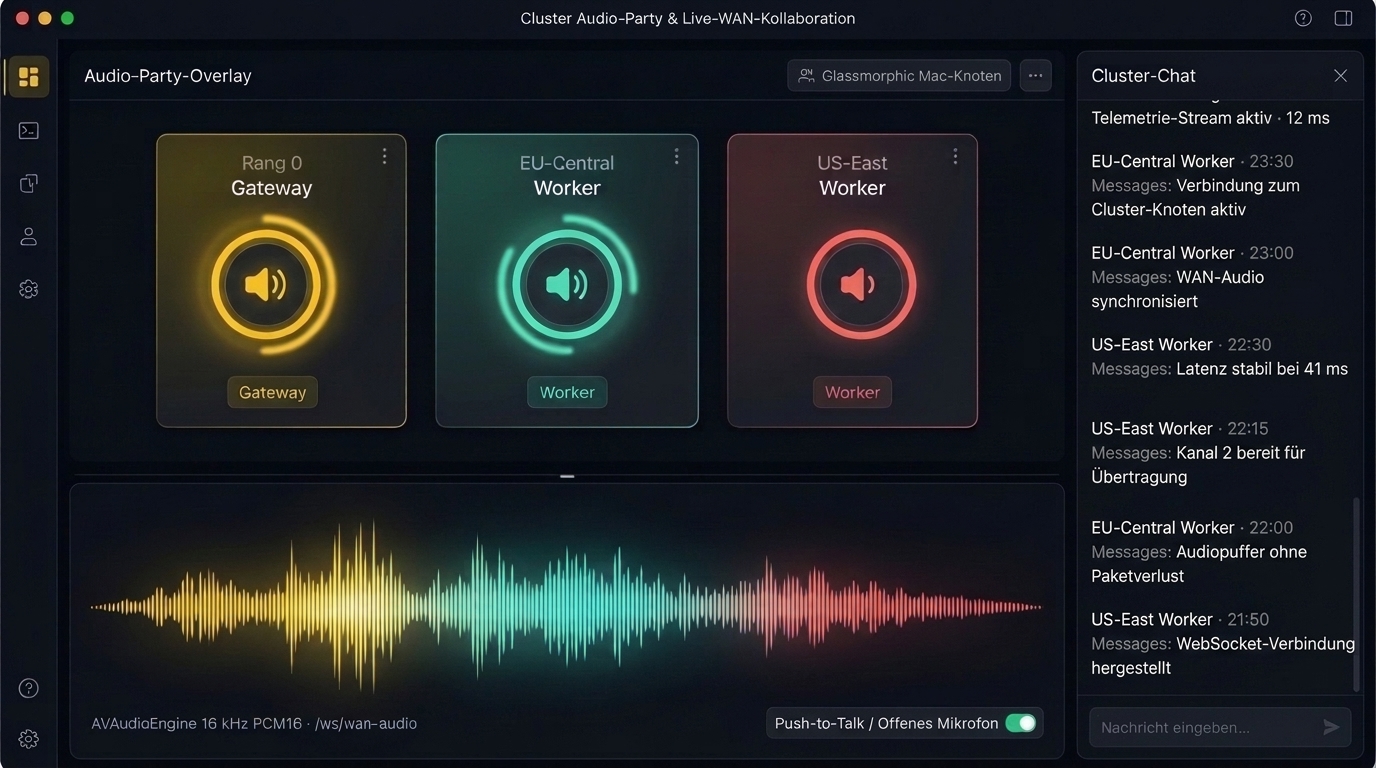 Cluster Audio-Party & Live-WAN-Kollaboration
Audio-Party-Overlay
Glassmorphic Mac-Knoten
Rang 0
Gateway
Gateway
EU-Central
Worker
Worker
US-East
Worker
Worker
AVAudioEngine 16 kHz PCM16 · /ws/wan-audio
Push-to-Talk / Offenes Mikrofon
Cluster-Chat
Telemetrie-Stream aktiv · 12 ms
EU-Central Worker · 23:30
Messages: Verbindung zum
Cluster-Knoten aktiv
EU-Central Worker · 23:00
Messages: WAN-Audio
synchronisiert
US-East Worker · 22:30
Messages: Latenz stabil bei 41 ms
US-East Worker · 22:15
Messages: Kanal 2 bereit für
Übertragung
EU-Central Worker · 22:00
Messages: Audiopuffer ohne
Paketverlust
US-East Worker · 21:50
Messages: WebSocket-Verbindung
hergestellt
Nachricht eingeben...